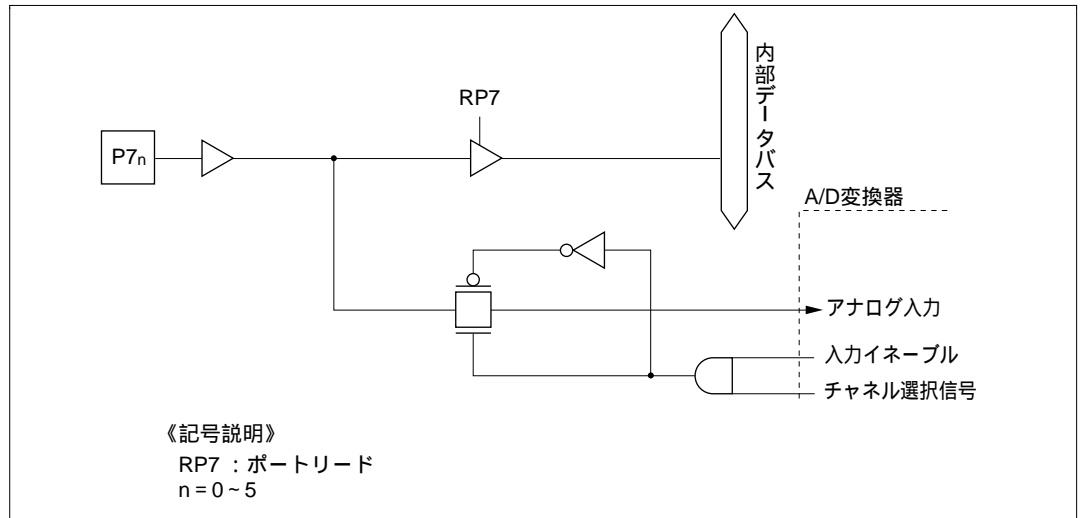 RP7
P7n
内部データバス
A/D変換器
アナログ入力
入力イネーブル
チャネル選択信号
《記号説明》
RP7 : ポートリード
n = 0 ~ 5